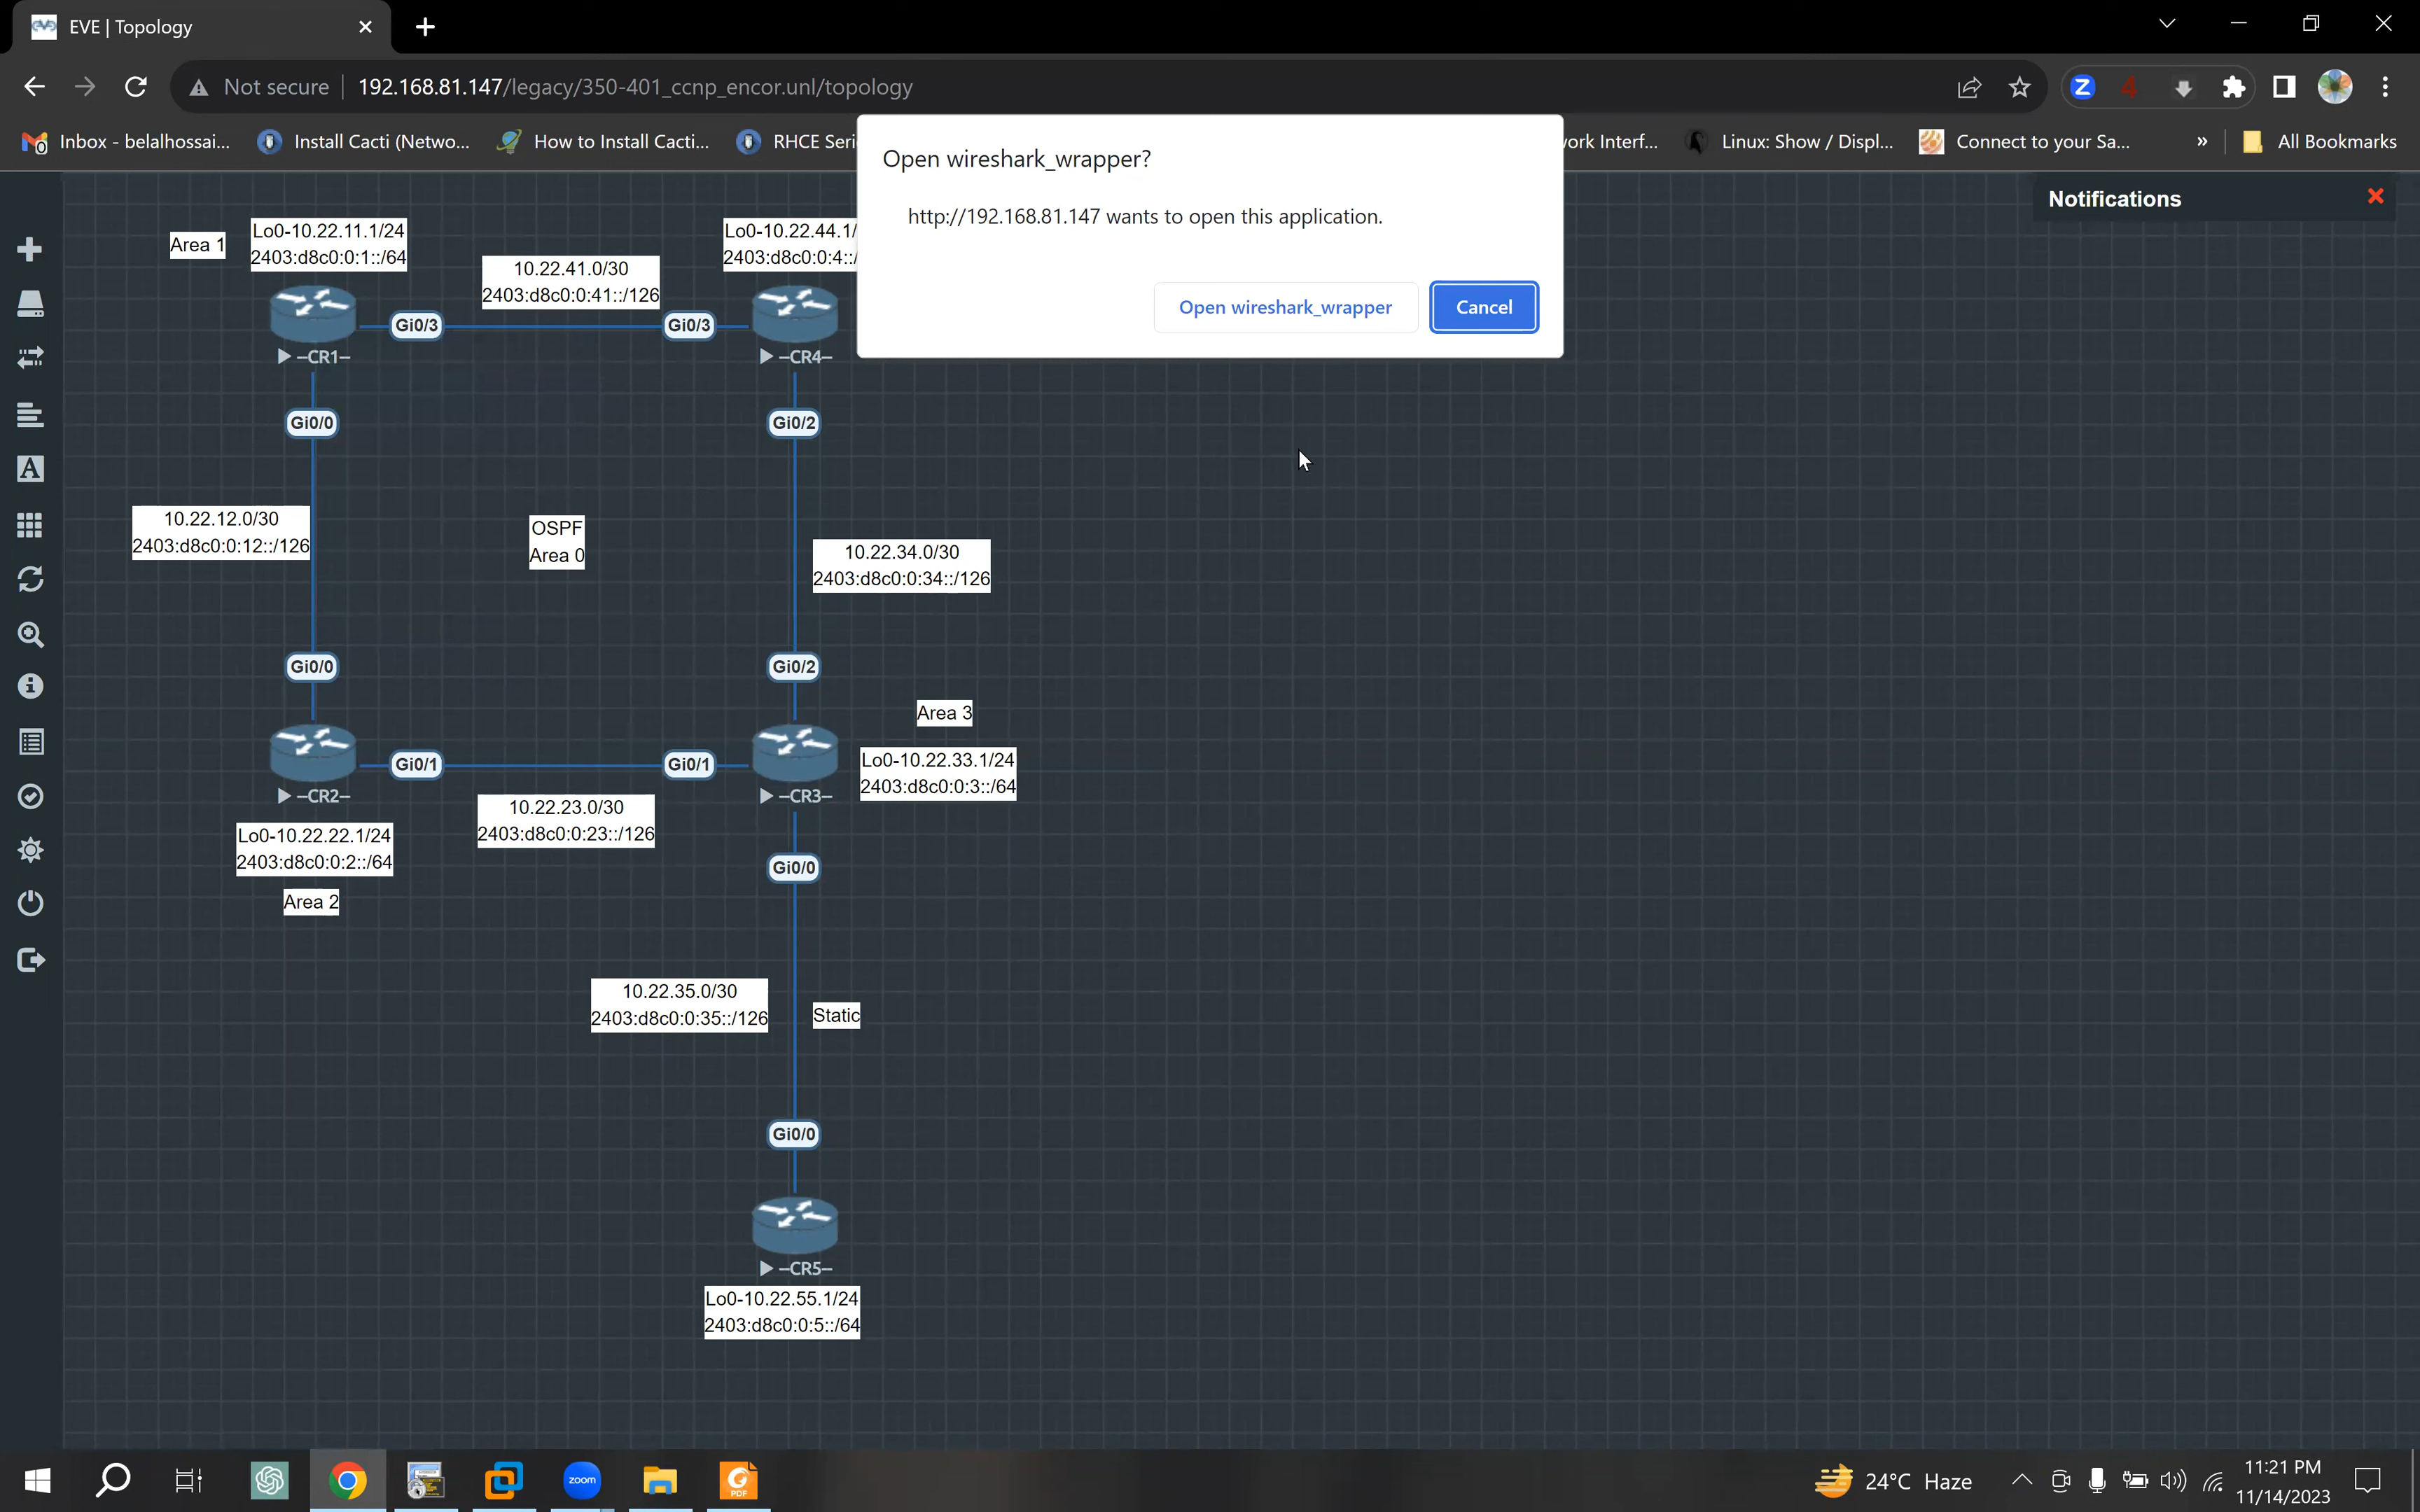 EVE | Topology
Not secure
192.168.81.147/legacy/350-401_ccnp_encor.unl/topology
Inbox - belalhossai...
Install Cacti (Netwo...
How to Install Cacti...
RHCE Seri
ork Interf...
Linux: Show / Displ...
Connect to your Sa...
»
All Bookmarks
Open wireshark_wrapper?
http://192.168.81.147 wants to open this application.
Open wireshark_wrapper
Cancel
Notifications
Area 1
Lo0-10.22.11.1/24
2403:d8c0:0:1::/64
10.22.41.0/30
2403:d8c0:0:41::/126
Lo0-10.22.44.1/
2403:d8c0:0:4::/
Gi0/3
Gi0/3
–CR1–
–CR4–
Gi0/0
Gi0/2
10.22.12.0/30
2403:d8c0:0:12::/126
OSPF
Area 0
10.22.34.0/30
2403:d8c0:0:34::/126
Gi0/0
Gi0/2
Area 3
Lo0-10.22.33.1/24
2403:d8c0:0:3::/64
Gi0/1
Gi0/1
–CR2–
–CR3–
10.22.23.0/30
2403:d8c0:0:23::/126
Lo0-10.22.22.1/24
2403:d8c0:0:2::/64
Area 2
Gi0/0
10.22.35.0/30
2403:d8c0:0:35::/126
Static
Gi0/0
–CR5–
Lo0-10.22.55.1/24
2403:d8c0:0:5::/64
zoom
PDF
24°C Haze
11:21 PM
11/14/2023